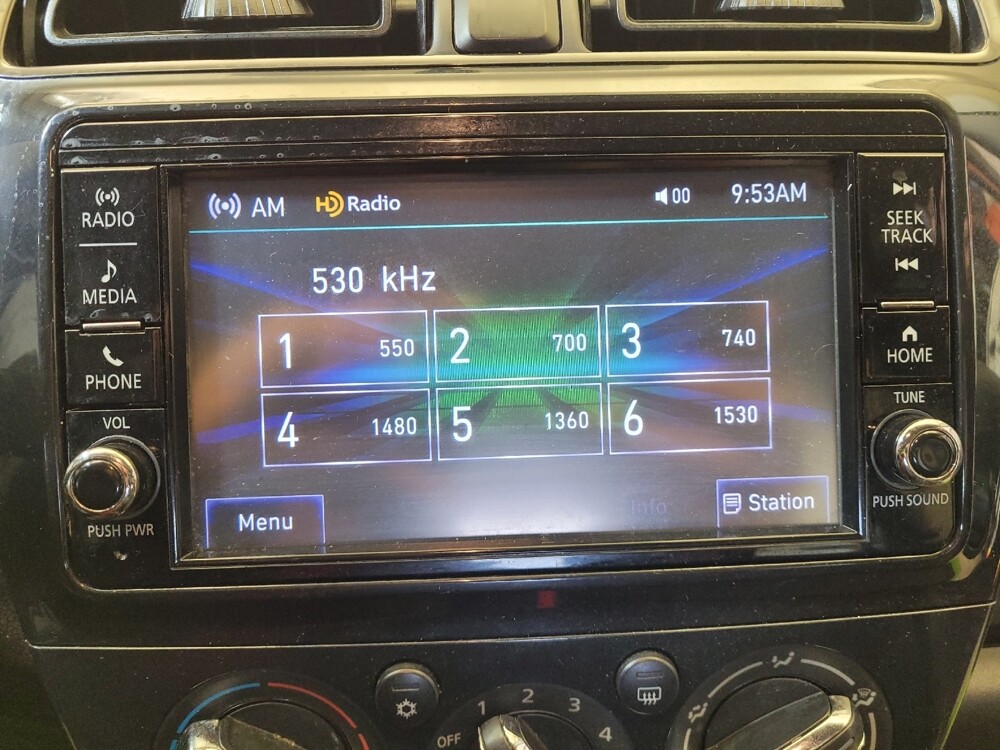 RADIO
MEDIA
PHONE
VOL
PUSH PWR
AM HD Radio 00 9:53AM
530 kHz
1 550 2 700 3 740
4 1480 5 1360 6 1530
Menu Info Station
SEEK
TRACK
HOME
TUNE
PUSH SOUND
OFF 1 2 3 4